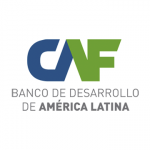 CAF
BANCO DE DESARROLLO
DE AMÉRICA LATINA